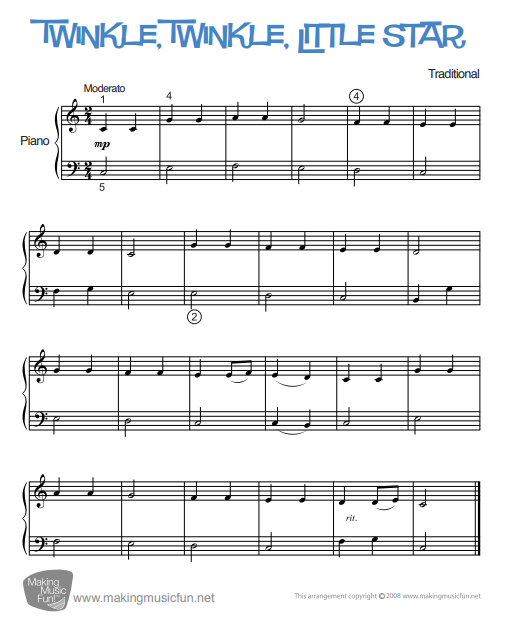 TWINKLE, TWINKLE, LITTLE STAR
Traditional
Moderato
1
4
4
Piano
mp
5
2
rit.
Making
Music
Fun!™
www.makingmusicfun.net
This arrangement copyright © 2008 www.makingmusicfun.net